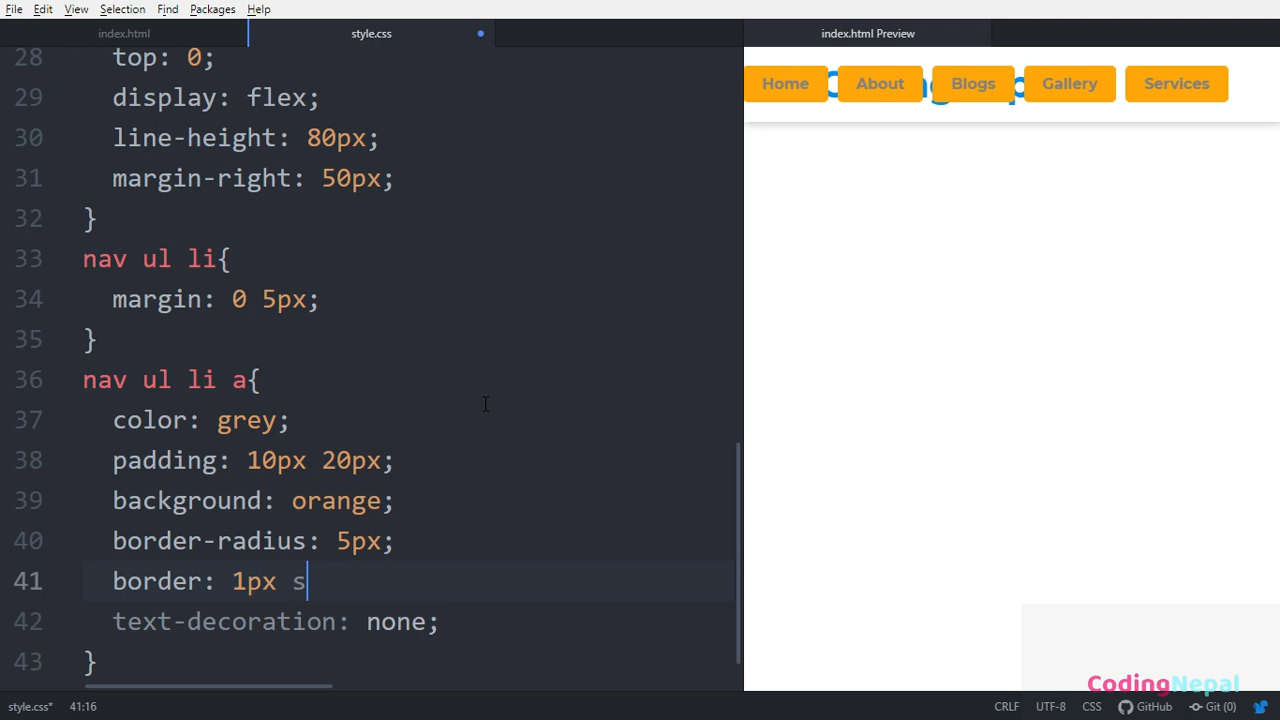 File Edit View Selection Find Packages Help
index.html style.css index.html Preview
28 top: 0;
29 display: flex;
30 line-height: 80px;
31 margin-right: 50px;
32 }
33 nav ul li{
34 margin: 0 5px;
35 }
36 nav ul li a{
37 color: grey;
38 padding: 10px 20px;
39 background: orange;
40 border-radius: 5px;
41 border: 1px s
42 text-decoration: none;
43 }
Home About Blogs Gallery Services
CodingNepal
style.css* 41:16 CRLF UTF-8 CSS GitHub Git (0)